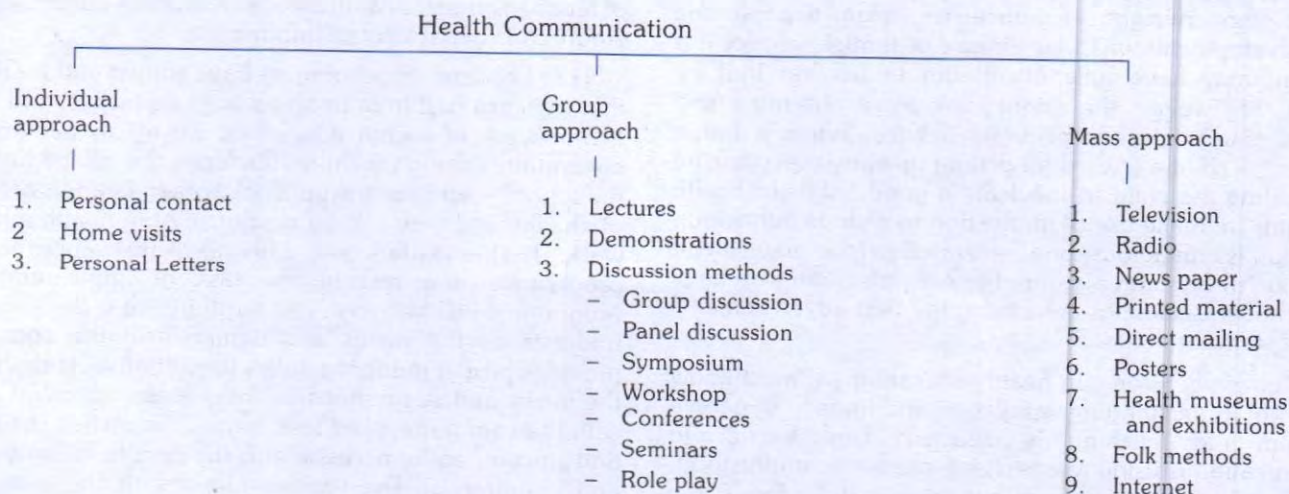 Health Communication
Individual
approach
1. Personal contact
2 Home visits
3. Personal Letters
Group
approach
1. Lectures
2. Demonstrations
3. Discussion methods
– Group discussion
– Panel discussion
– Symposium
– Workshop
Conferences
– Seminars
– Role play
Mass approach
1. Television
2. Radio
3. Newspaper
4. Printed material
5. Direct mailing
6. Posters
7. Health museums
and exhibitions
8. Folk methods
9. Internet